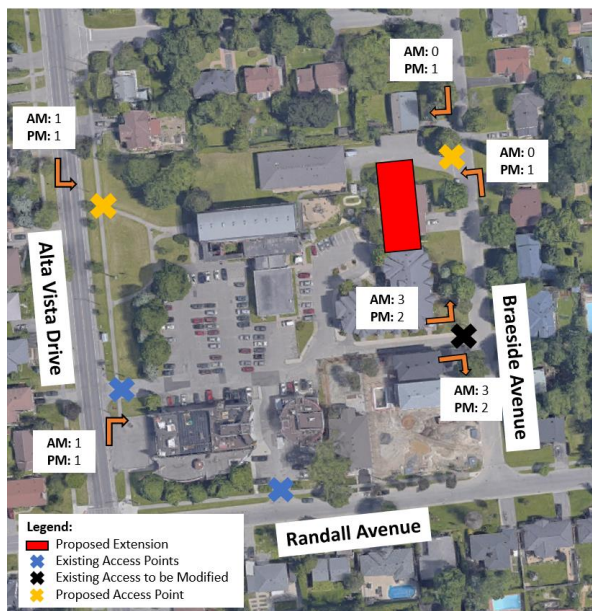 AM: 0
PM: 1
AM: 1
PM: 1
AM: 0
PM: 1
Alta Vista Drive
AM: 3
PM: 2
Braeside Avenue
AM: 3
PM: 2
AM: 1
PM: 1
Randall Avenue
Legend:
Proposed Extension
Existing Access Points
Existing Access to be Modified
Proposed Access Point